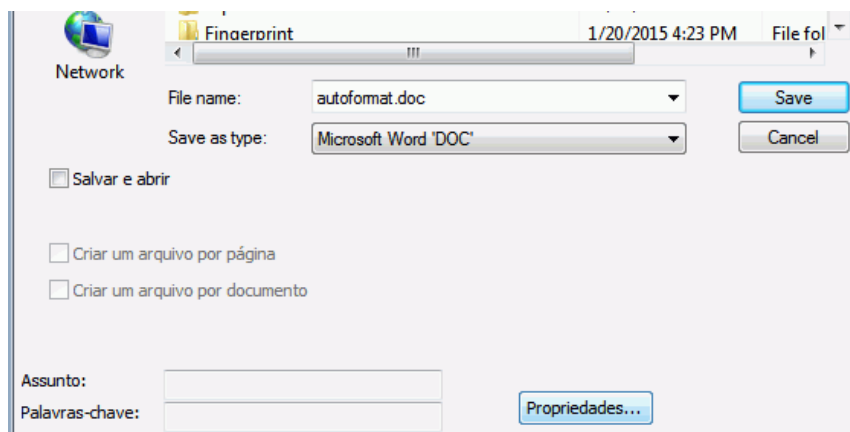 Fingerprint 1/20/2015 4:23 PM File fol
Network
File name: autoformat.doc Save
Save as type: Microsoft Word 'DOC' Cancel
Salvar e abrir
Criar um arquivo por página
Criar um arquivo por documento
Assunto:
Palavras-chave: Propriedades...